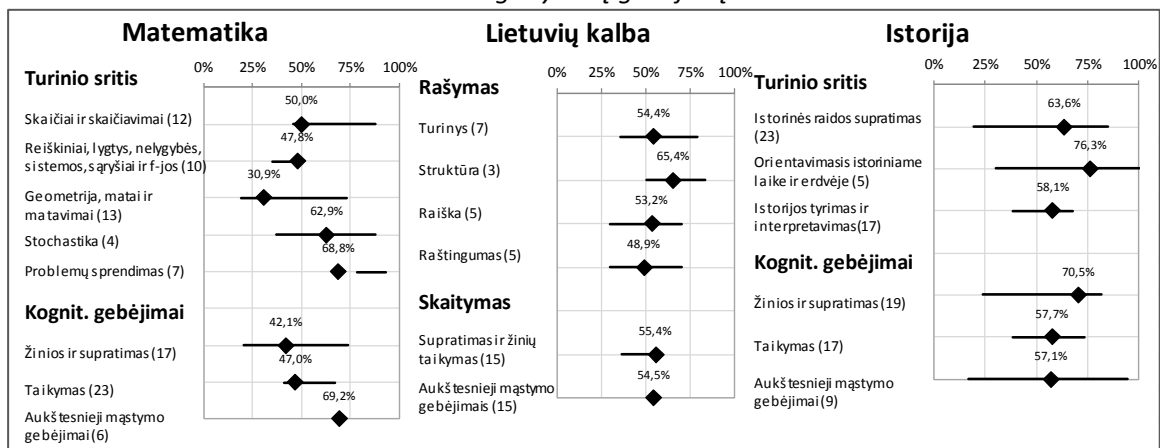 Matematika
0% 25% 50% 75% 100%
Turinio sritis
50,0%
Skaičiai ir skaičiavimai (12)
47,8%
Reiškiniai, lygtys, nelygybės,
sistemos, sąryšiai ir f-jos (10)
30,9%
Geometrija, matai ir
matavimai (13)
62,9%
Stochastika (4)
68,8%
Problemų sprendimas (7)
Kognit. gebėjimai
42,1%
Žinios ir supratimas (17)
47,0%
Taikymas (23)
69,2%
Aukštesnieji mąstymo
gebėjimai (6)
Lietuvių kalba
0% 25% 50% 75% 100%
Rašymas
54,4%
Turinys (7)
65,4%
Struktūra (3)
53,2%
Raiška (5)
48,9%
Raštingumas (5)
Skaitymas
55,4%
Supratimas ir žinių
taikymas (15)
54,5%
Aukštesnieji mąstymo
gebėjimais (15)
Istorija
0% 25% 50% 75% 100%
Turinio sritis
63,6%
Istorinės raidos supratimas
(23)
76,3%
Orientavimasis istoriniame
laike ir erdvėje (5)
58,1%
Istorijos tyrimas ir
interpretavimas (17)
Kognit. gebėjimai
70,5%
Žinios ir supratimas (19)
57,7%
Taikymas (17)
57,1%
Aukštesnieji mąstymo
gebėjimai (9)